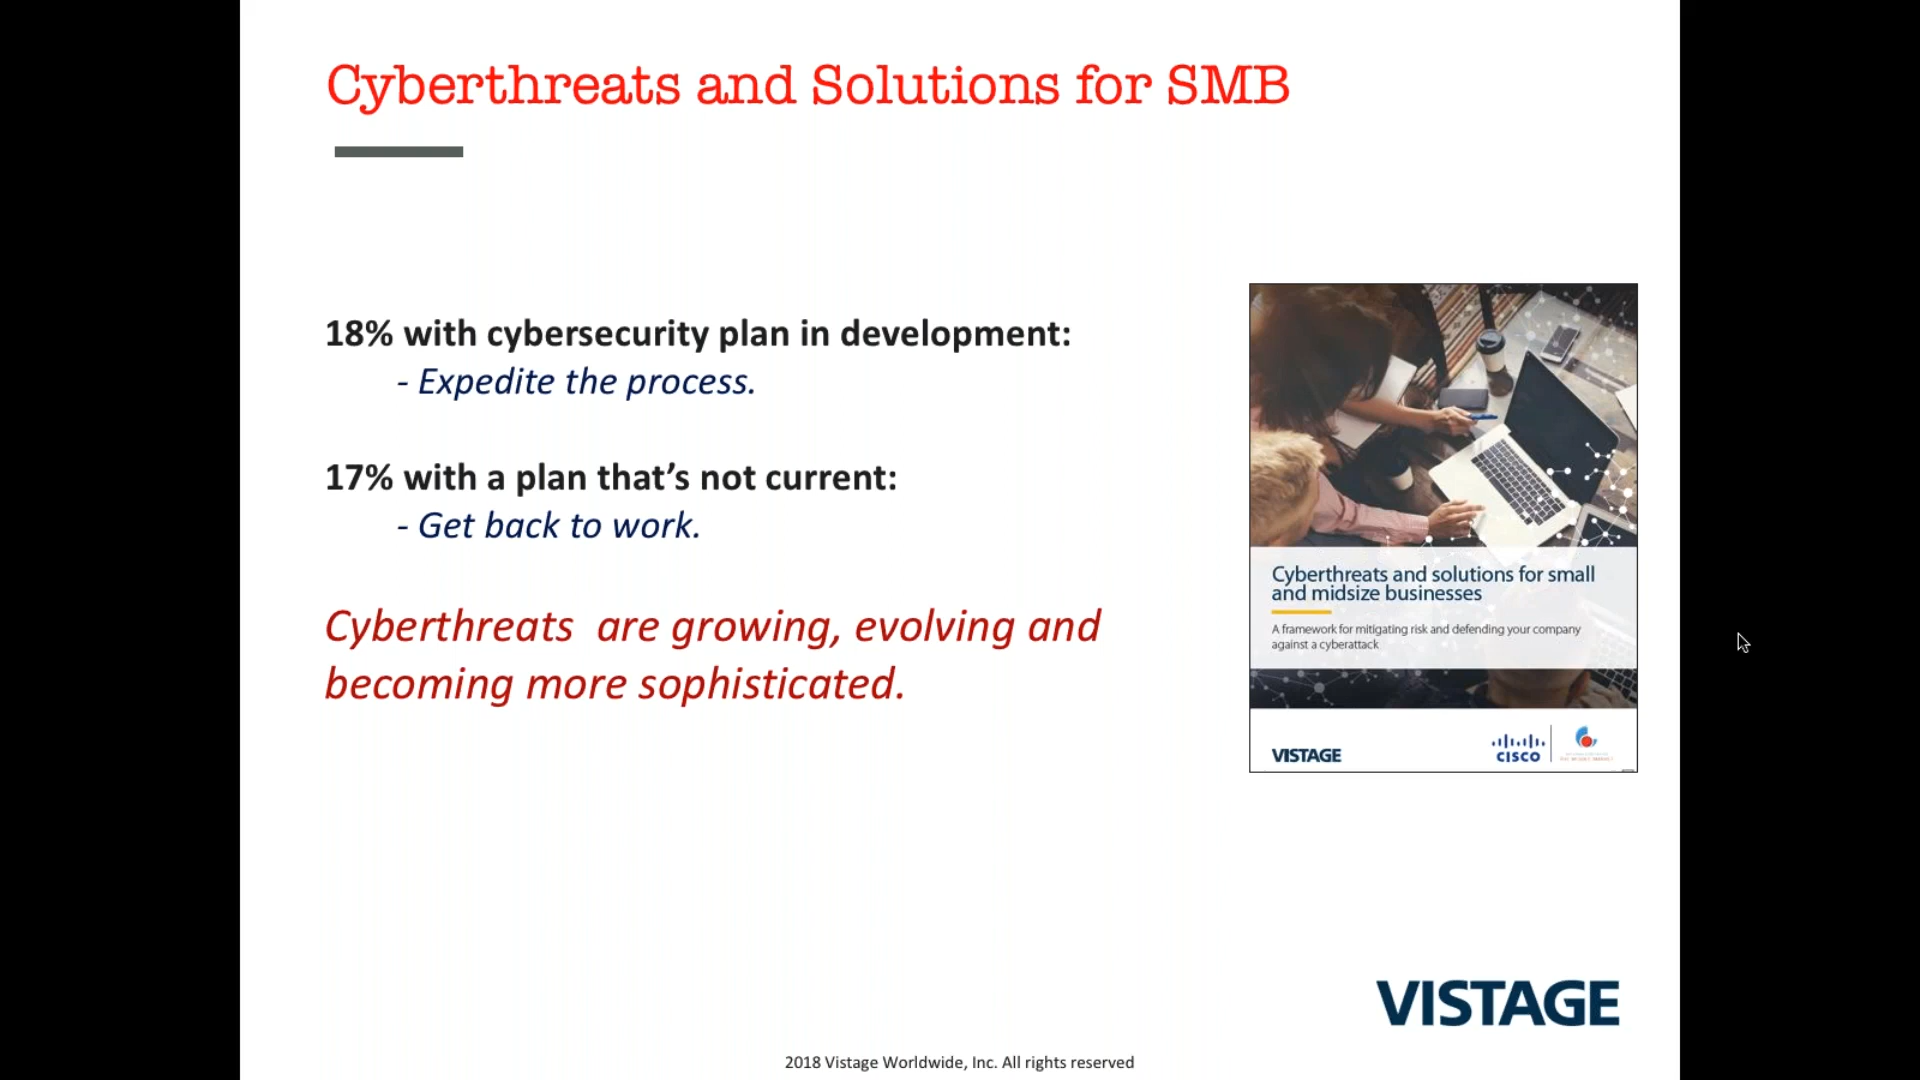 Cyberthreats and Solutions for SMB
18% with cybersecurity plan in development:
- Expedite the process.
17% with a plan that’s not current:
- Get back to work.
Cyberthreats  are growing, evolving and
becoming more sophisticated.
Cyberthreats and solutions for small
and midsize businesses
A framework for mitigating risk and defending your company
against a cyberattack
VISTAGE
CISCO
VISTAGE
2018 Vistage Worldwide, Inc. All rights reserved